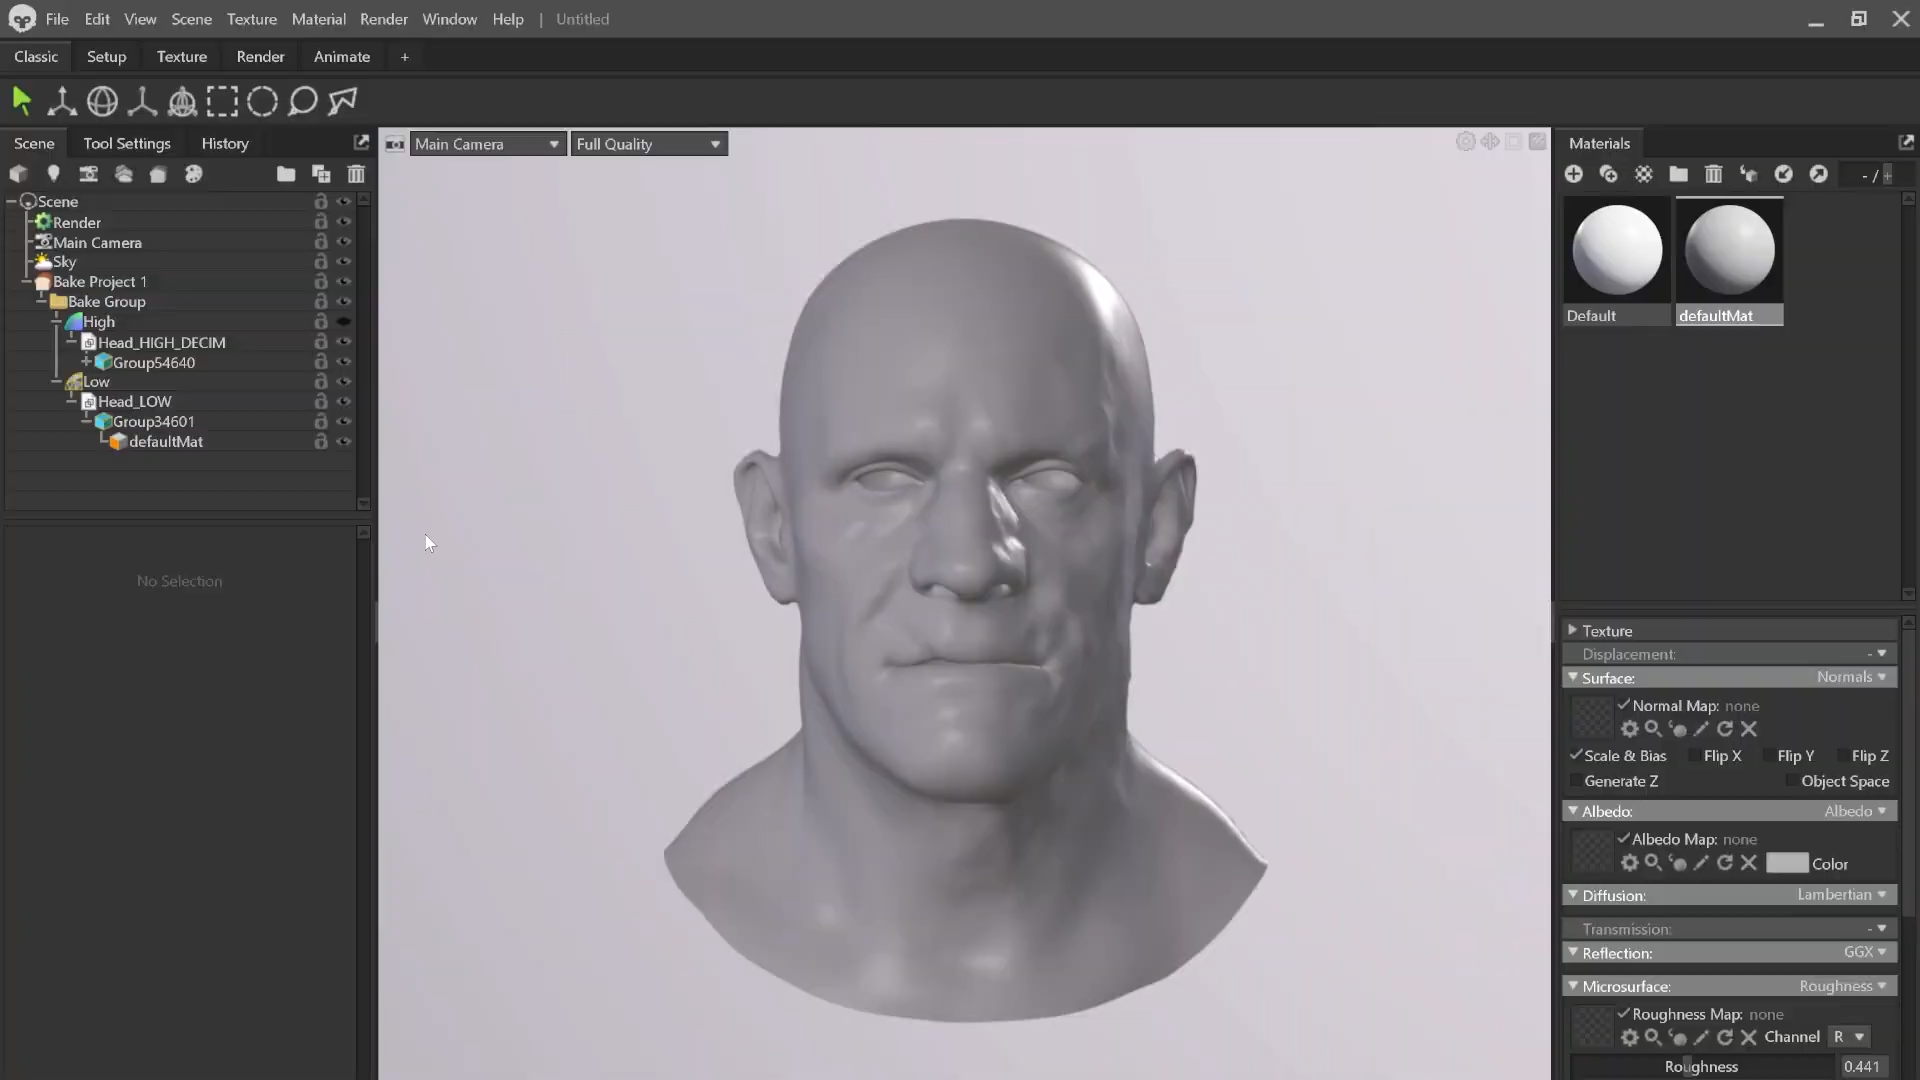 File Edit View Scene Texture Material Render Window Help | Untitled
Classic Setup Texture Render Animate +
Scene Tool Settings History
Main Camera Full Quality
Materials
- /
Scene
Render
Main Camera
Sky
Bake Project 1
Bake Group
High
Head_HIGH_DECIM
Group54640
Low
Head_LOW
Group34601
defaultMat
No Selection
Default defaultMat
Texture
Displacement: -
Surface: Normals
Normal Map: none
Scale & Bias Flip X Flip Y Flip Z
Generate Z Object Space
Albedo: Albedo
Albedo Map: none
Color
Diffusion: Lambertian
Transmission: -
Reflection: GGX
Microsurface: Roughness
Roughness Map: none
Channel R
Roughness 0.441